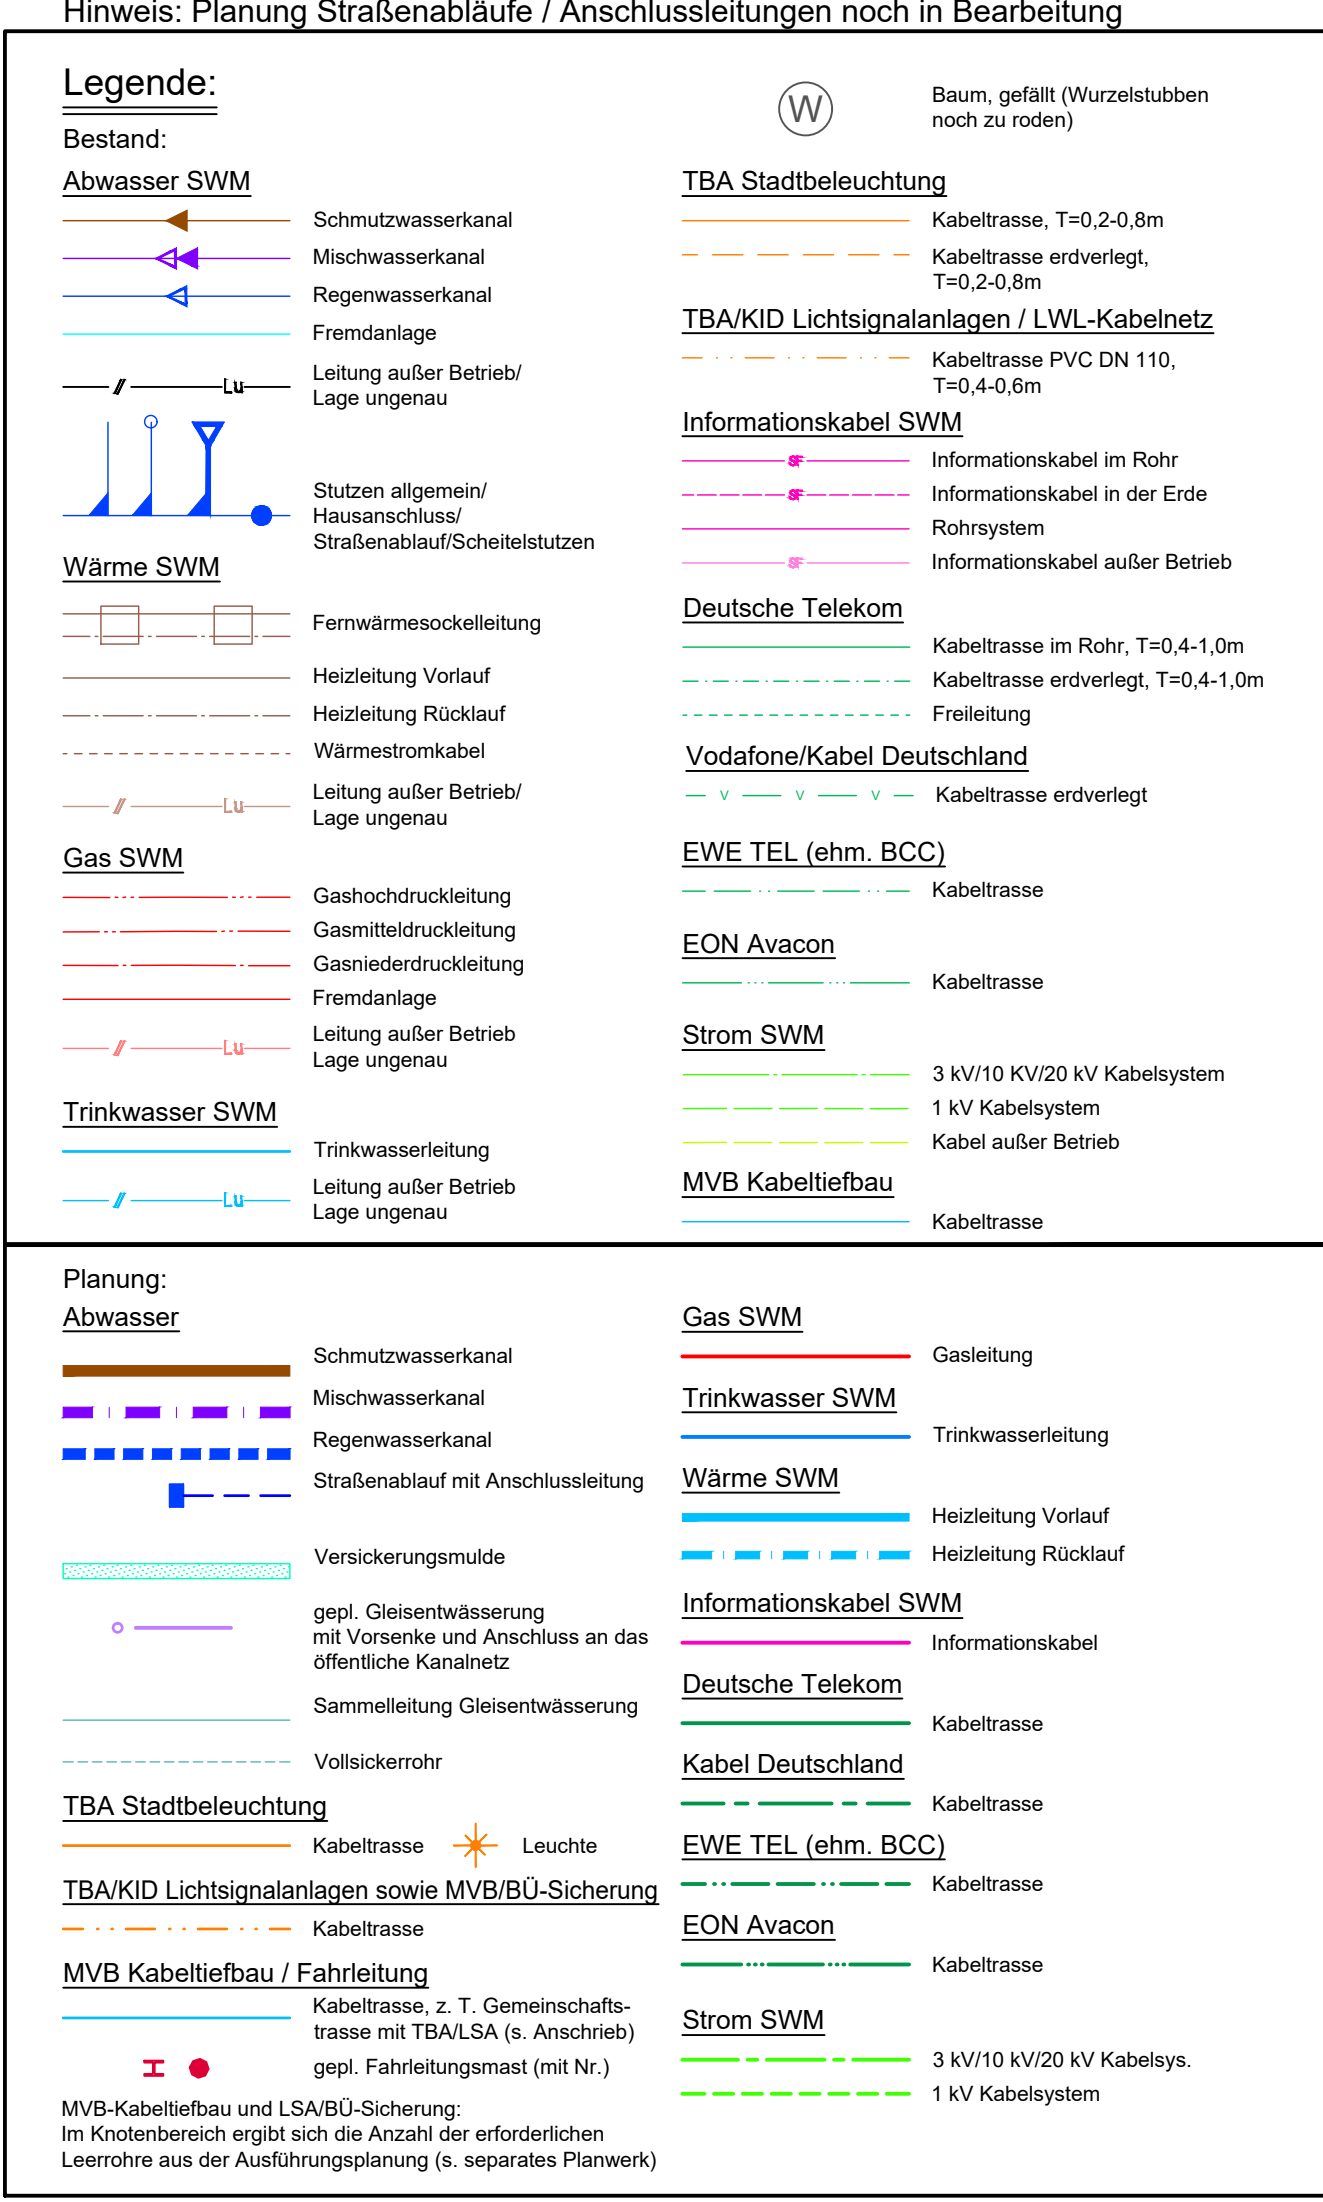 Hinweis: Planung Straßenabläufe / Anschlussleitungen noch in Bearbeitung
Legende:
Bestand:
Abwasser SWM
Schmutzwasserkanal
Mischwasserkanal
Regenwasserkanal
Fremdanlage
Lu
Leitung außer Betrieb/
Lage ungenau
Stutzen allgemein/
Hausanschluss/
Straßenablauf/Scheitelstutzen
Wärme SWM
Fernwärmesockelleitung
Heizleitung Vorlauf
Heizleitung Rücklauf
Wärmestromkabel
Lu
Leitung außer Betrieb/
Lage ungenau
Gas SWM
Gashochdruckleitung
Gasmitteldruckleitung
Gasniederdruckleitung
Fremdanlage
Lu
Leitung außer Betrieb
Lage ungenau
Trinkwasser SWM
Trinkwasserleitung
Lu
Leitung außer Betrieb
Lage ungenau
W
Baum, gefällt (Wurzelstubben
noch zu roden)
TBA Stadtbeleuchtung
Kabeltrasse, T=0,2-0,8m
Kabeltrasse erdverlegt,
T=0,2-0,8m
TBA/KID Lichtsignalanlagen / LWL-Kabelnetz
Kabeltrasse PVC DN 110,
T=0,4-0,6m
Informationskabel SWM
SF Informationskabel im Rohr
SF Informationskabel in der Erde
Rohrsystem
SF Informationskabel außer Betrieb
Deutsche Telekom
Kabeltrasse im Rohr, T=0,4-1,0m
Kabeltrasse erdverlegt, T=0,4-1,0m
Freileitung
Vodafone/Kabel Deutschland
V V V Kabeltrasse erdverlegt
EWE TEL (ehm. BCC)
Kabeltrasse
EON Avacon
Kabeltrasse
Strom SWM
3 kV/10 KV/20 kV Kabelsystem
1 kV Kabelsystem
Kabel außer Betrieb
MVB Kabeltiefbau
Kabeltrasse
Planung:
Abwasser
Schmutzwasserkanal
Mischwasserkanal
Regenwasserkanal
Straßenablauf mit Anschlussleitung
Versickerungsmulde
gepl. Gleisentwässerung
mit Vorsenke und Anschluss an das
öffentliche Kanalnetz
Sammelleitung Gleisentwässerung
Vollsickerrohr
TBA Stadtbeleuchtung
Kabeltrasse Leuchte
TBA/KID Lichtsignalanlagen sowie MVB/BÜ-Sicherung
Kabeltrasse
MVB Kabeltiefbau / Fahrleitung
Kabeltrasse, z. T. Gemeinschafts-
trasse mit TBA/LSA (s. Anschrieb)
gepl. Fahrleitungsmast (mit Nr.)
MVB-Kabeltiefbau und LSA/BÜ-Sicherung:
Im Knotenbereich ergibt sich die Anzahl der erforderlichen
Leerrohre aus der Ausführungsplanung (s. separates Planwerk)
Gas SWM
Gasleitung
Trinkwasser SWM
Trinkwasserleitung
Wärme SWM
Heizleitung Vorlauf
Heizleitung Rücklauf
Informationskabel SWM
Informationskabel
Deutsche Telekom
Kabeltrasse
Kabel Deutschland
Kabeltrasse
EWE TEL (ehm. BCC)
Kabeltrasse
EON Avacon
Kabeltrasse
Strom SWM
3 kV/10 kV/20 kV Kabelsys.
1 kV Kabelsystem